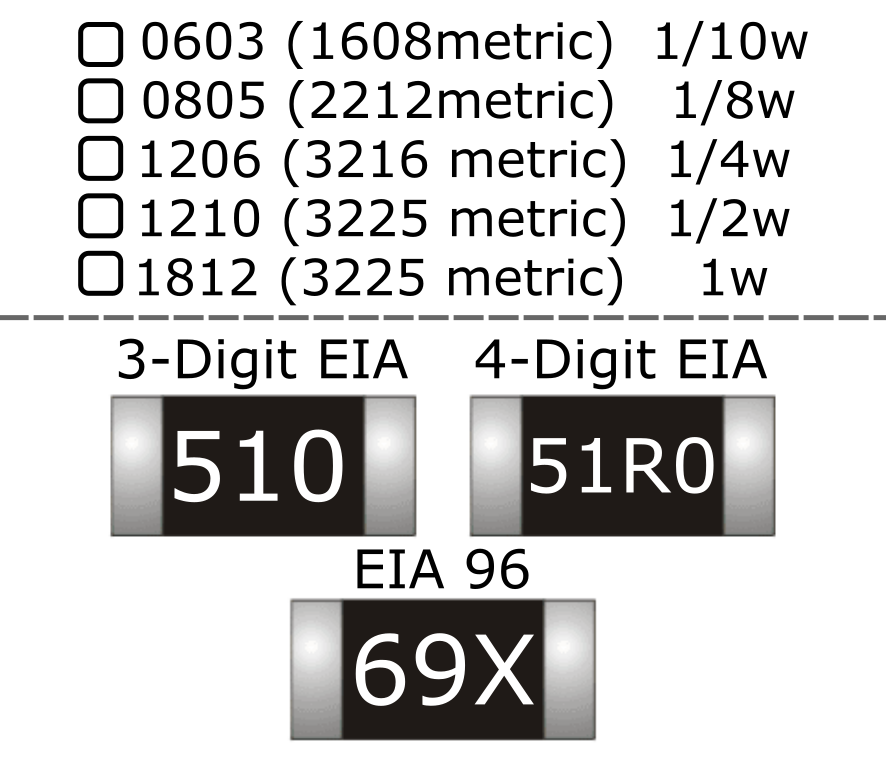 0603 (1608metric) 1/10w
0805 (2212metric) 1/8w
1206 (3216 metric) 1/4w
1210 (3225 metric) 1/2w
1812 (3225 metric) 1w
3-Digit EIA 4-Digit EIA
510 51R0
EIA 96
69X